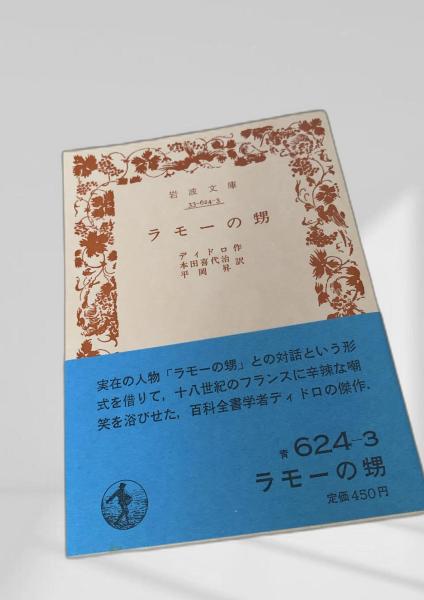 岩波文庫
33-624-3
ラモーの甥
ディドロ作
本田喜代治訳
平岡昇
実在の人物「ラモーの甥」との対話という形
式を借りて，十八世紀のフランスに辛辣な嘲
笑を浴びせた，百科全書学者ディドロの傑作．
青 624-3
ラモーの甥
定価450円